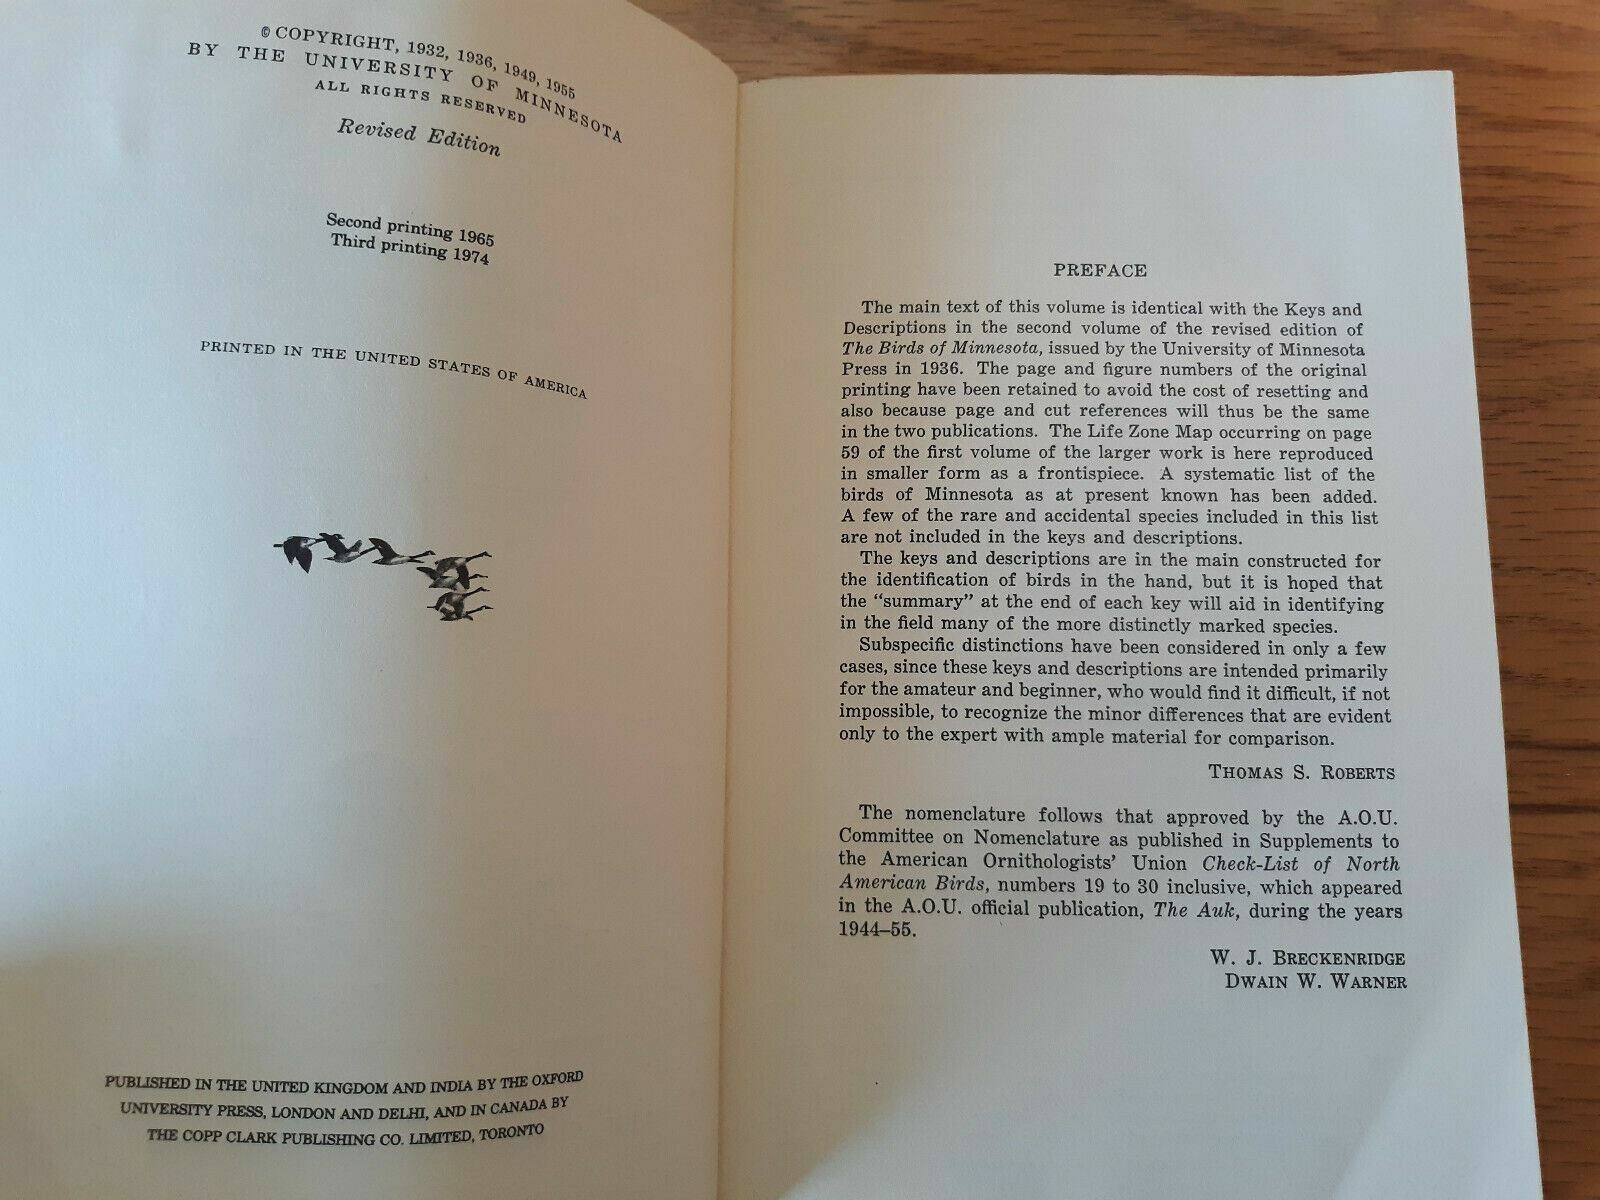 © COPYRIGHT, 1932, 1936, 1949, 1955
BY THE UNIVERSITY OF MINNESOTA
ALL RIGHTS RESERVED
Revised Edition
Second printing 1965
Third printing 1974
PRINTED IN THE UNITED STATES OF AMERICA
PUBLISHED IN THE UNITED KINGDOM AND INDIA BY THE OXFORD
UNIVERSITY PRESS, LONDON AND DELHI, AND IN CANADA BY
THE COPP CLARK PUBLISHING CO. LIMITED, TORONTO
PREFACE
The main text of this volume is identical with the Keys and
Descriptions in the second volume of the revised edition of
The Birds of Minnesota, issued by the University of Minnesota
Press in 1936. The page and figure numbers of the original
printing have been retained to avoid the cost of resetting and
also because page and cut references will thus be the same
in the two publications. The Life Zone Map occurring on page
59 of the first volume of the larger work is here reproduced
in smaller form as a frontispiece. A systematic list of the
birds of Minnesota as at present known has been added.
A few of the rare and accidental species included in this list
are not included in the keys and descriptions.
The keys and descriptions are in the main constructed for
the identification of birds in the hand, but it is hoped that
the “summary” at the end of each key will aid in identifying
in the field many of the more distinctly marked species.
Subspecific distinctions have been considered in only a few
cases, since these keys and descriptions are intended primarily
for the amateur and beginner, who would find it difficult, if not
impossible, to recognize the minor differences that are evident
only to the expert with ample material for comparison.
THOMAS S. ROBERTS
The nomenclature follows that approved by the A.O.U.
Committee on Nomenclature as published in Supplements to
the American Ornithologists’ Union Check-List of North
American Birds, numbers 19 to 30 inclusive, which appeared
in the A.O.U. official publication, The Auk, during the years
1944–55.
W. J. BRECKENRIDGE
DWAIN W. WARNER